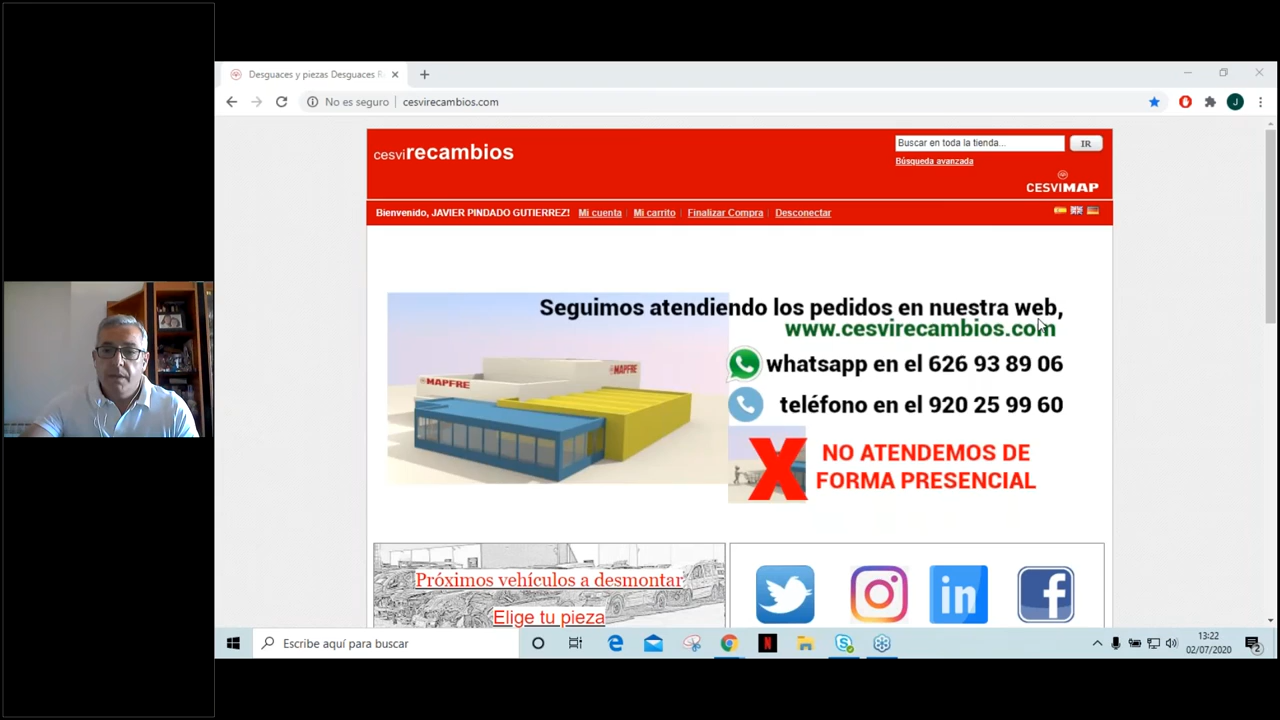 Desguaces y piezas Desguaces R
No es seguro
cesvirecambios.com
J
cesvirecambios
Buscar en toda la tienda...
IR
Búsqueda avanzada
CESVIMAP
Bienvenido, JAVIER PINDADO GUTIERREZ!
Mi cuenta
Mi carrito
Finalizar Compra
Desconectar
Seguimos atendiendo los pedidos en nuestra web,
www.cesvirecambios.com
whatsapp en el 626 93 89 06
teléfono en el 920 25 99 60
NO ATENDEMOS DE
FORMA PRESENCIAL
MAPFRE
MAPFRE
Próximos vehículos a desmontar
Elige tu pieza
Escribe aquí para buscar
13:22
02/07/2020
2